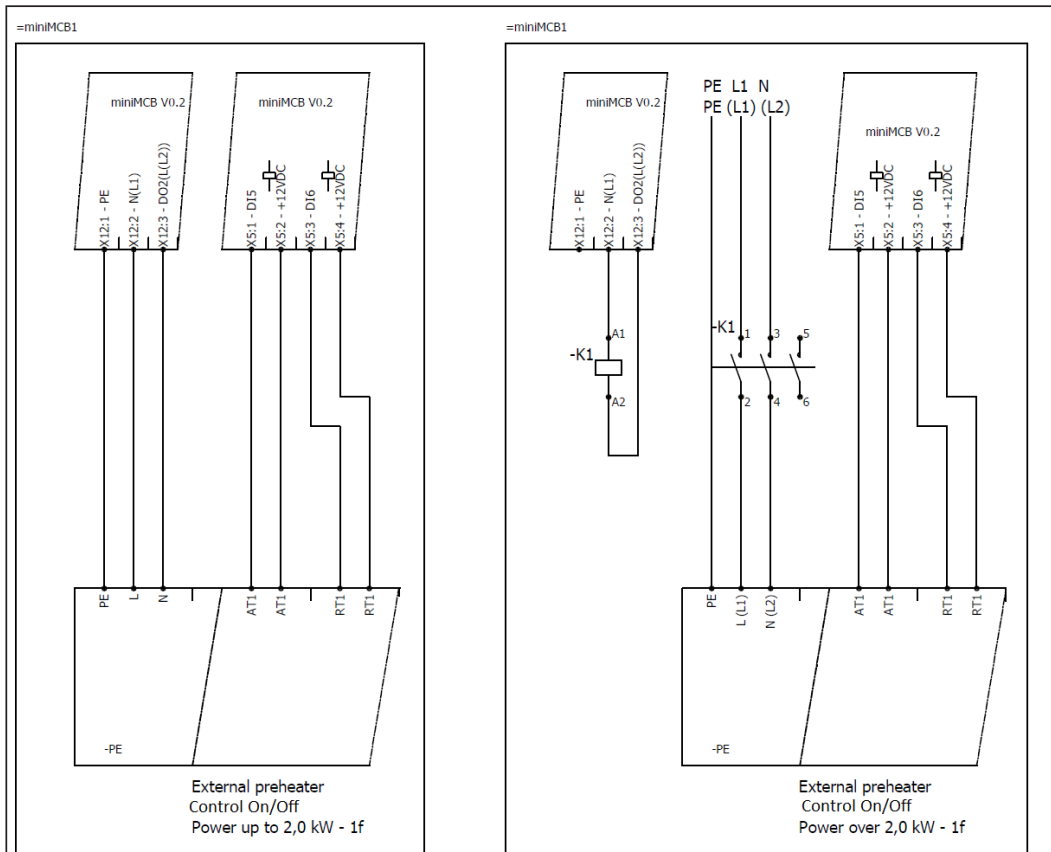 =miniMCB1
miniMCB V0.2
miniMCB V0.2
X12:1 - PE
X12:2 - N(L1)
X12:3 - DO2(L(L2))
X5:1 - DI5
X5:2 - +12VDC
X5:3 - DI6
X5:4 - +12VDC
PE
L
N
AT1
AT1
RT1
RT1
-PE
External preheater
Control On/Off
Power up to 2,0 kW - 1f
=miniMCB1
miniMCB V0.2
PE L1 N
PE (L1) (L2)
miniMCB V0.2
X12:1 - PE
X12:2 - N(L1)
X12:3 - DO2(L(L2))
X5:1 - DI5
X5:2 - +12VDC
X5:3 - DI6
X5:4 - +12VDC
A1
-K1
A2
-K1
1
3
5
2
4
6
PE
L (L1)
N (L2)
AT1
AT1
RT1
RT1
-PE
External preheater
Control On/Off
Power over 2,0 kW - 1f